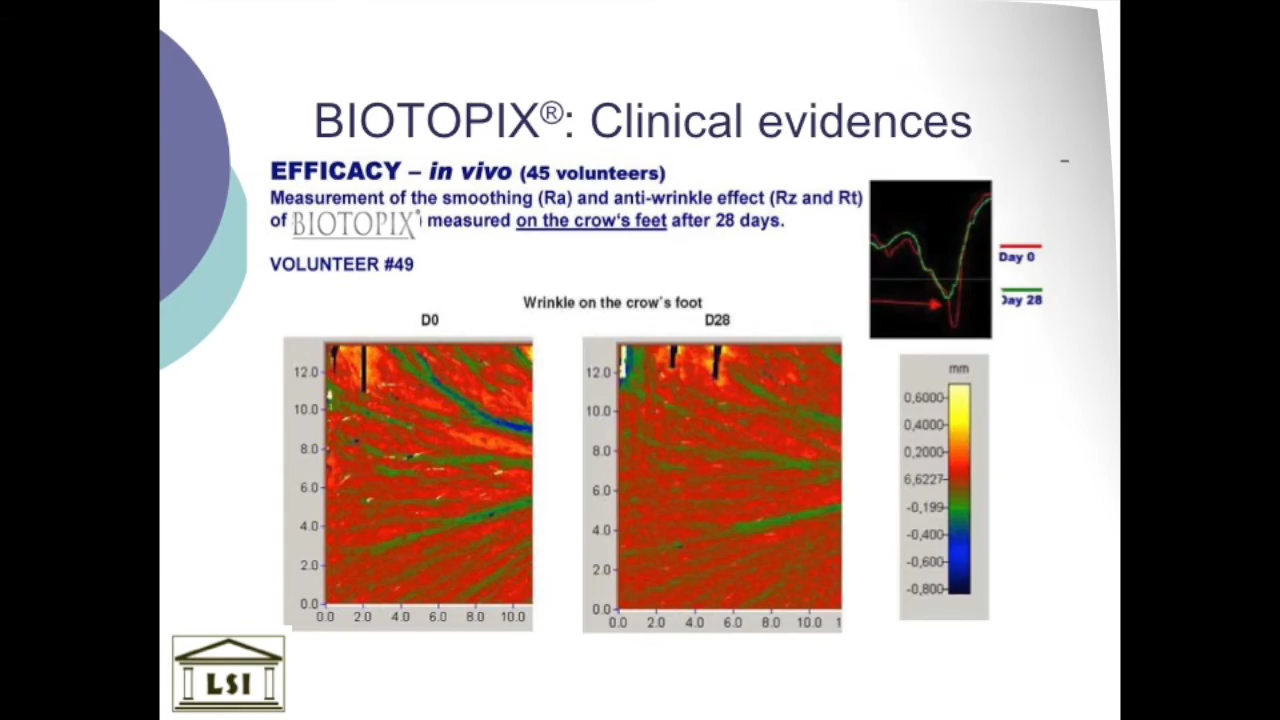 BIOTOPIX®: Clinical evidences
EFFICACY – in vivo (45 volunteers)
Measurement of the smoothing (Ra) and anti-wrinkle effect (Rz and Rt)
of BIOTOPIX® measured on the crow's feet after 28 days.
VOLUNTEER #49
Day 0
Day 28
Wrinkle on the crow's foot
D0
D28
12.0
10.0
8.0
6.0
4.0
2.0
0.0
0.0 2.0 4.0 6.0 8.0 10.0
12.0
10.0
8.0
6.0
4.0
2.0
0.0
0.0 2.0 4.0 6.0 8.0 10.0 1
mm
0,6000
0,4000
0,2000
6,6227
-0,199
-0,400
-0,600
-0,800
LSI